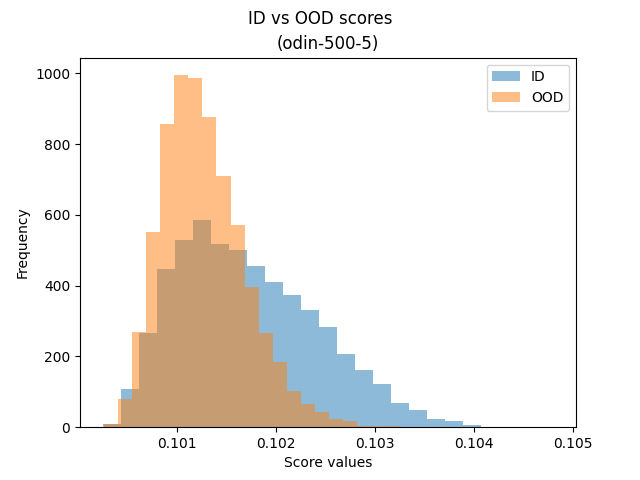 ID vs OOD scores
(odin-500-5)
ID
OOD
1000
800
600
400
200
0
Frequency
0.101
0.102
0.103
0.104
0.105
Score values